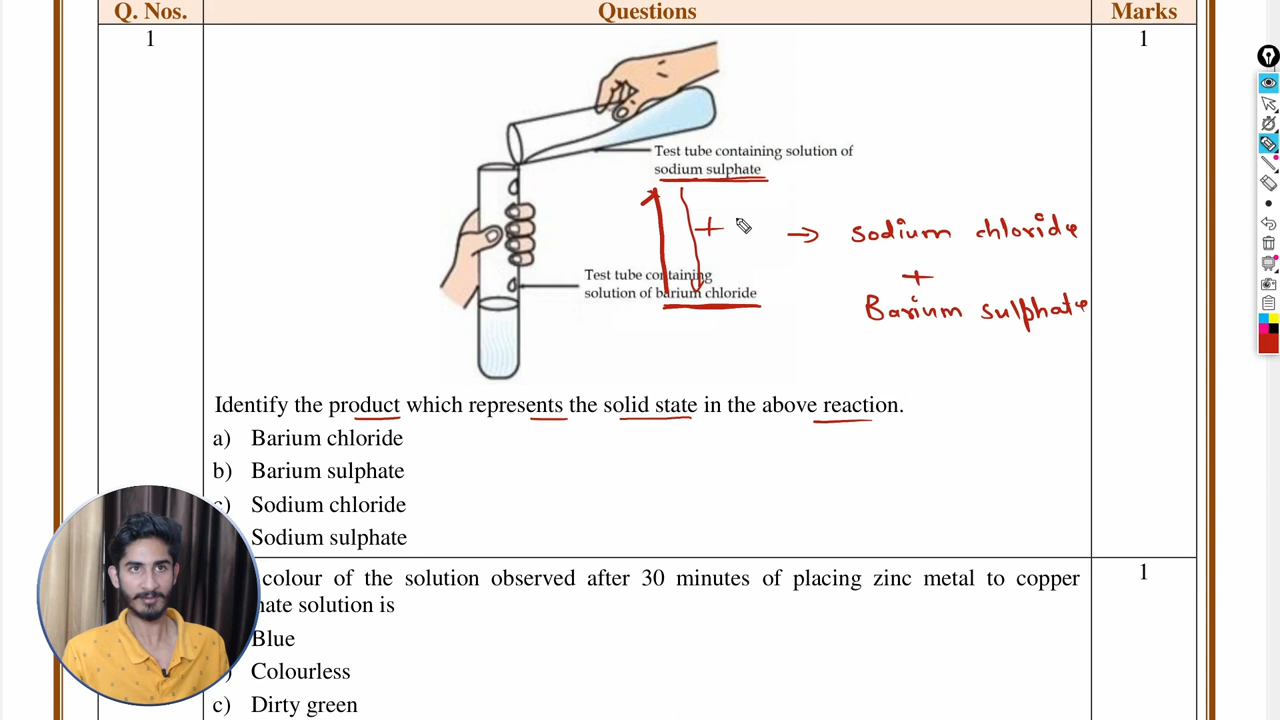 Q. Nos. Questions Marks
1 1
Test tube containing solution of
sodium sulphate
+ → sodium chloride
+
Test tube containing
solution of barium chloride
Barium sulphate
Identify the product which represents the solid state in the above reaction.
a) Barium chloride
b) Barium sulphate
c) Sodium chloride
Sodium sulphate
colour of the solution observed after 30 minutes of placing zinc metal to copper 1
solution is
Blue
Colourless
c) Dirty green